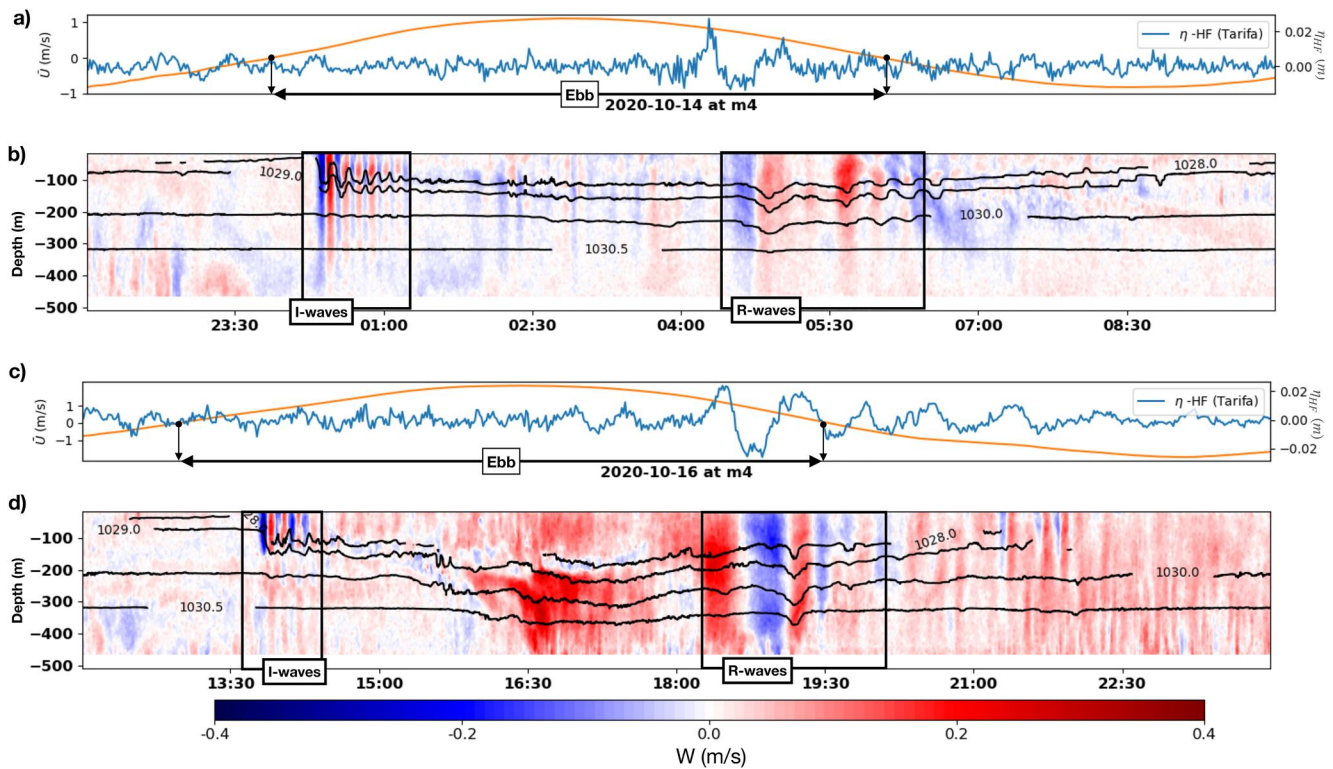 a)
Ū (m/s)
1
0
−1
η -HF (Tarifa)
0.02
0.00
η_HF (m)
Ebb
2020-10-14 at m4
b)
Depth (m)
−100
−200
−300
−400
−500
1029.0
1028.0
1030.0
1030.5
I-waves
R-waves
23:30 01:00 02:30 04:00 05:30 07:00 08:30
c)
Ū (m/s)
1
0
−1
η -HF (Tarifa)
0.02
0.00
−0.02
η_HF (m)
Ebb
2020-10-16 at m4
d)
Depth (m)
−100
−200
−300
−400
−500
1029.0
1028.0
1030.0
1030.5
I-waves
R-waves
13:30 15:00 16:30 18:00 19:30 21:00 22:30
-0.4 -0.2 0.0 0.2 0.4
W (m/s)